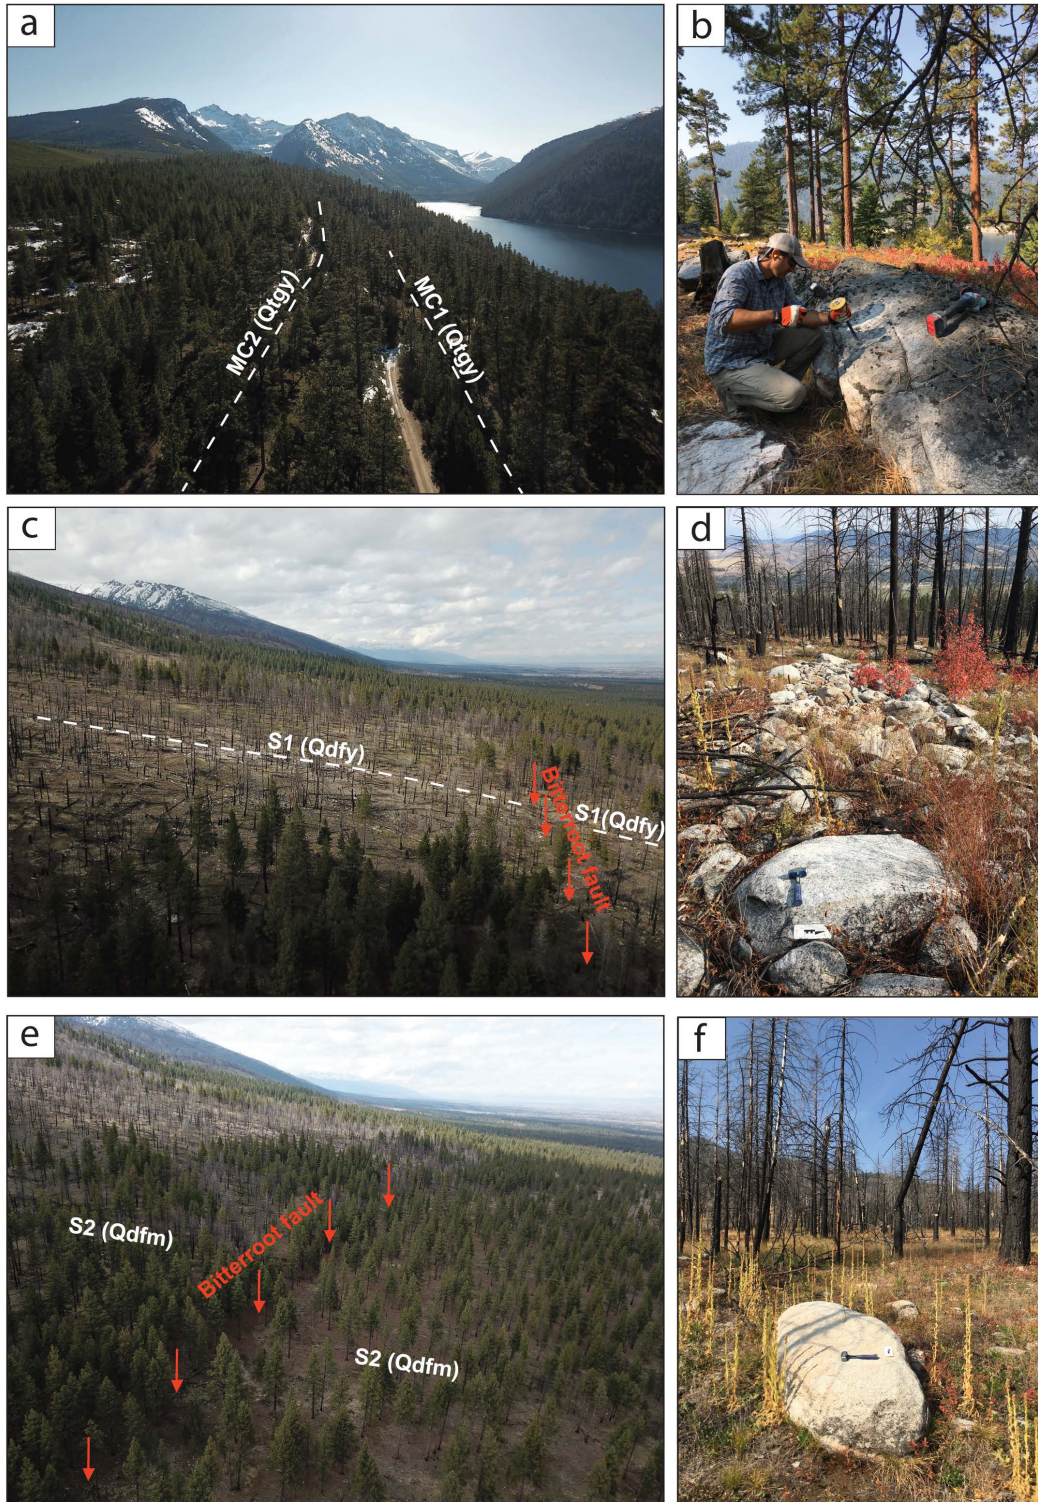 a
b
MC2 (Qtgy)
MC1 (Qtgy)
c
d
S1 (Qdfy)
Bitterroot fault
S1(Qdfy)
e
f
S2 (Qdfm)
Bitterroot fault
S2 (Qdfm)